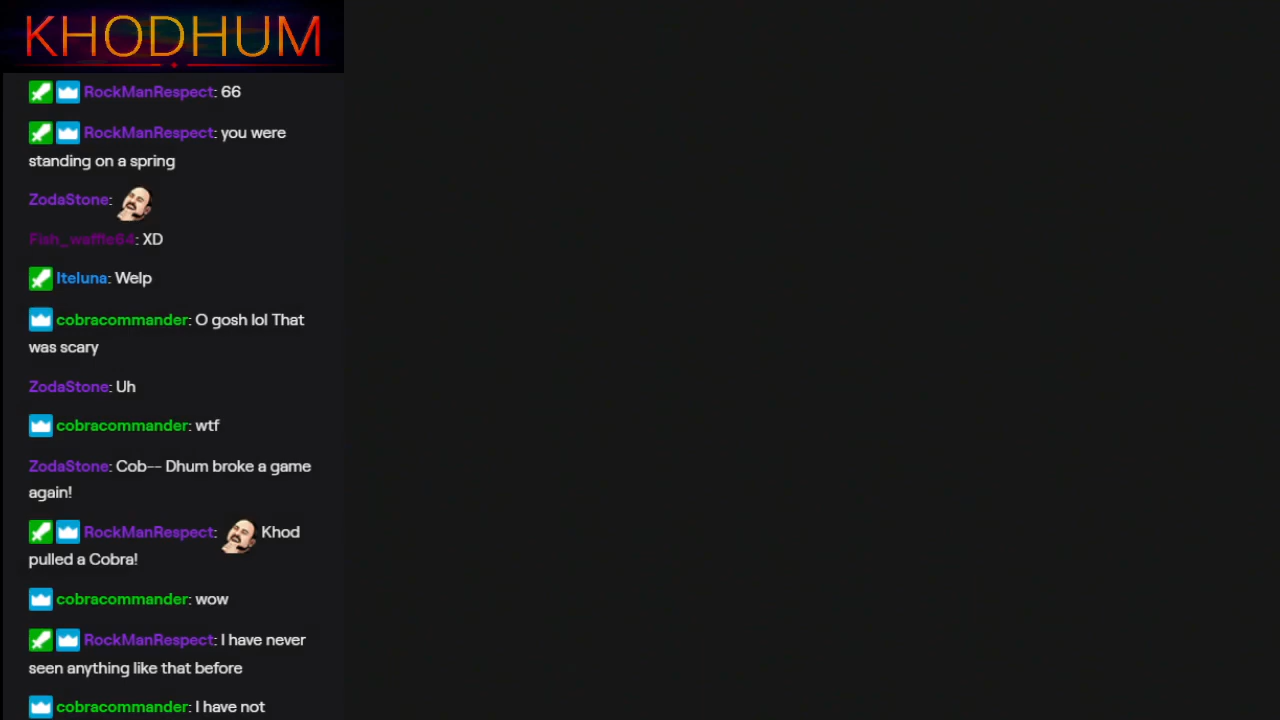 KHODHUM
RockManRespect: 66
RockManRespect: you were
standing on a spring
ZodaStone:
Fish_waffle64: XD
Iteluna: Welp
cobracommander: O gosh lol That
was scary
ZodaStone: Uh
cobracommander: wtf
ZodaStone: Cob-- Dhum broke a game
again!
RockManRespect: Khod
pulled a Cobra!
cobracommander: wow
RockManRespect: I have never
seen anything like that before
cobracommander: I have not